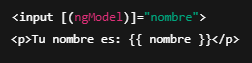 <input [(ngModel)]="nombre">
<p>Tu nombre es: {{ nombre }}</p>